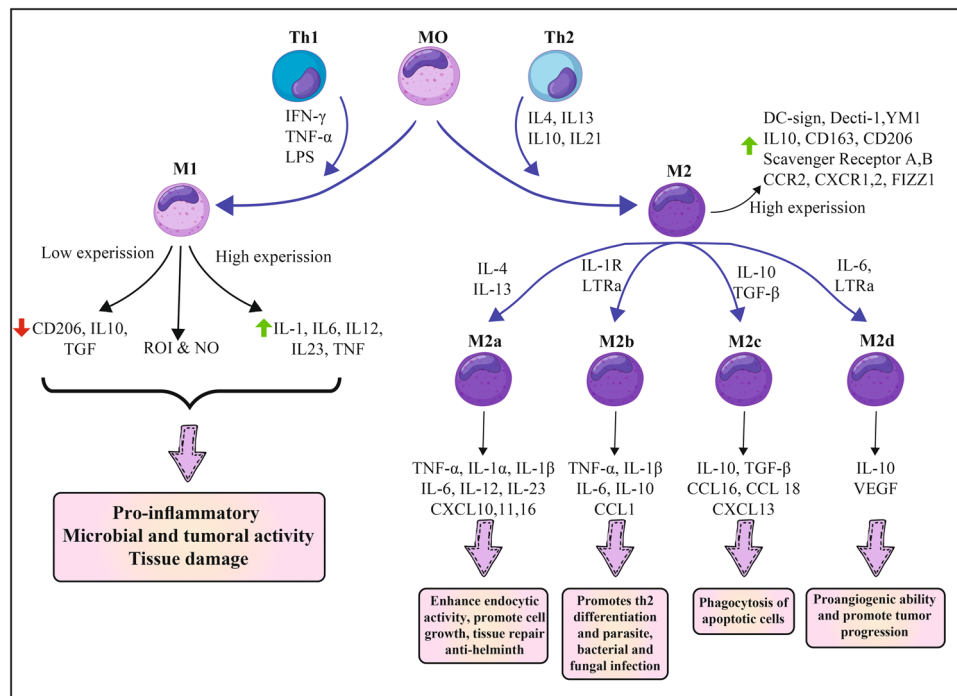 Th1
MO
Th2
IFN-γ
TNF-α
LPS
IL4, IL13
IL10, IL21
DC-sign, Decti-1,YM1
IL10, CD163, CD206
Scavenger Receptor A,B
CCR2, CXCR1,2, FIZZ1
High experission
M1
M2
Low experission
High experission
CD206, IL10,
TGF
ROI & NO
IL-1, IL6, IL12,
IL23, TNF
IL-4
IL-13
IL-1R
LTRa
IL-10
TGF-β
IL-6,
LTRa
M2a
M2b
M2c
M2d
TNF-α, IL-1α, IL-1β
IL-6, IL-12, IL-23
CXCL10,11,16
TNF-α, IL-1β
IL-6, IL-10
CCL1
IL-10, TGF-β
CCL16, CCL 18
CXCL13
IL-10
VEGF
Pro-inflammatory
Microbial and tumoral activity
Tissue damage
Enhance endocytic
activity, promote cell
growth, tissue repair
anti-helminth
Promotes th2
differentiation
and parasite,
bacterial and
fungal infection
Phagocytosis of
apoptotic cells
Proangiogenic ability
and promote tumor
progression